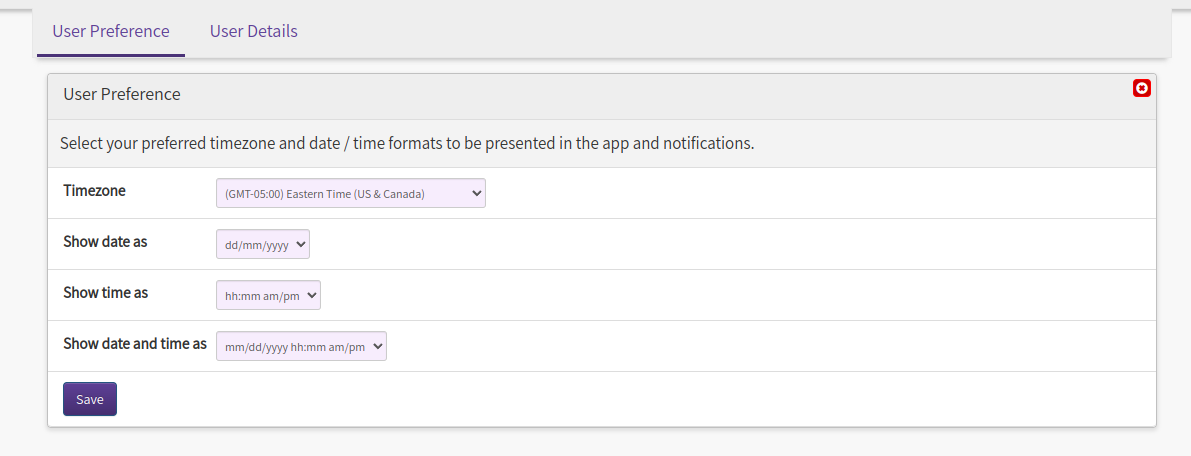 User Preference User Details
User Preference
Select your preferred timezone and date / time formats to be presented in the app and notifications.
Timezone (GMT-05:00) Eastern Time (US & Canada)
Show date as dd/mm/yyyy
Show time as hh:mm am/pm
Show date and time as mm/dd/yyyy hh:mm am/pm
Save